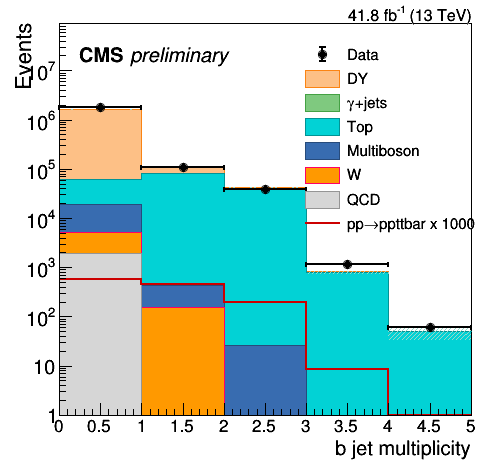 41.8 fb⁻¹ (13 TeV)
Events
CMS preliminary
Data
DY
γ+jets
Top
Multiboson
W
QCD
pp→ppttbar x 1000
10⁷
10⁶
10⁵
10⁴
10³
10²
10
1
0 0.5 1 1.5 2 2.5 3 3.5 4 4.5 5
b jet multiplicity